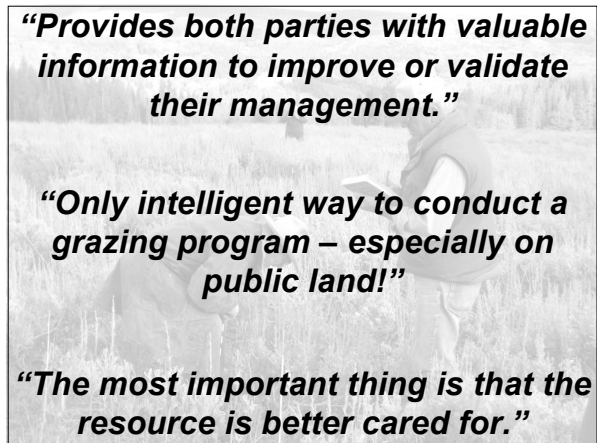 “Provides both parties with valuable
information to improve or validate
their management.”
“Only intelligent way to conduct a
grazing program – especially on
public land!”
“The most important thing is that the
resource is better cared for.”